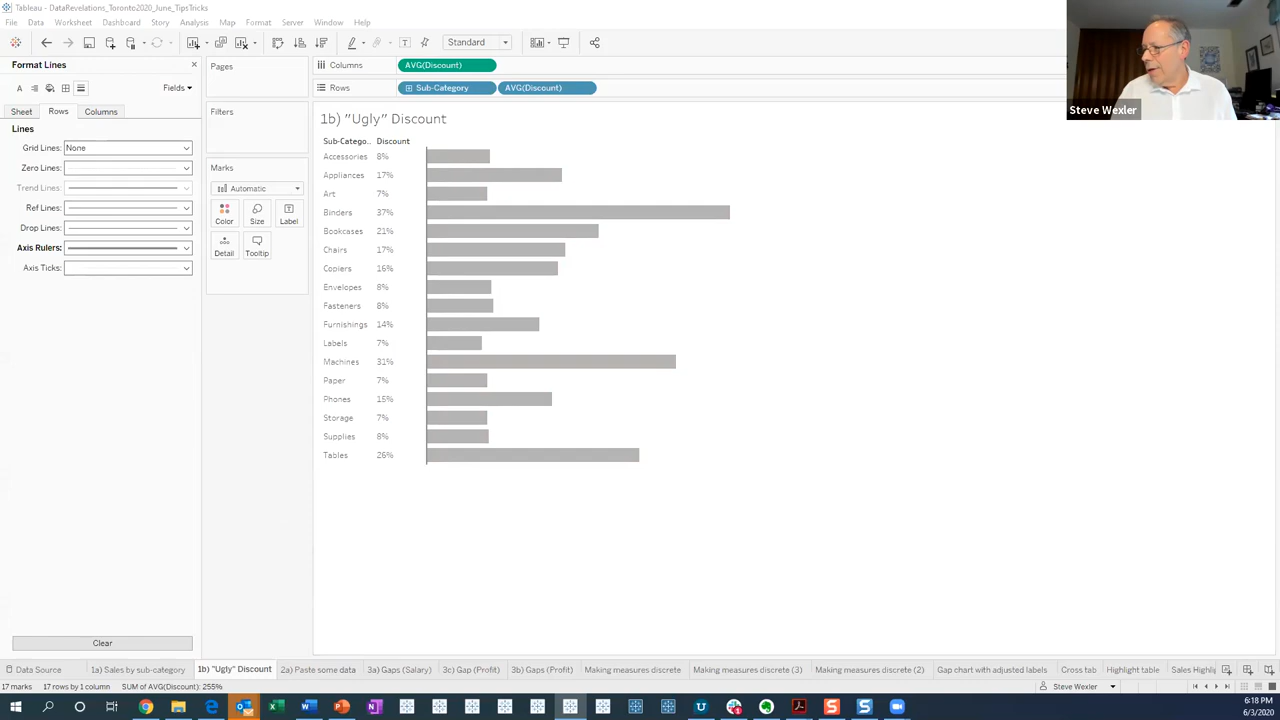 Tableau - DataRevelations_Toronto2020_June_TipsTricks
File Data Worksheet Dashboard Story Analysis Map Format Server Window Help
Standard
Format Lines
Fields
Sheet Rows Columns
Lines
Grid Lines: None
Zero Lines:
Trend Lines:
Ref Lines:
Drop Lines:
Axis Rulers:
Axis Ticks:
Clear
Pages
Filters
Marks
Automatic
Color Size Label
Detail Tooltip
Columns AVG(Discount)
Rows Sub-Category AVG(Discount)
1b) "Ugly" Discount
Sub-Catego.. Discount
Accessories 8%
Appliances 17%
Art 7%
Binders 37%
Bookcases 21%
Chairs 17%
Copiers 16%
Envelopes 8%
Fasteners 8%
Furnishings 14%
Labels 7%
Machines 31%
Paper 7%
Phones 15%
Storage 7%
Supplies 8%
Tables 26%
Steve Wexler
Data Source 1a) Sales by sub-category 1b) "Ugly" Discount 2a) Paste some data 3a) Gaps (Salary) 3c) Gap (Profit) 3b) Gaps (Profit) Making measures discrete Making measures discrete (3) Making measures discrete (2) Gap chart with adjusted labels Cross tab Highlight table Sales Highli
17 marks 17 rows by 1 column SUM of AVG(Discount): 255% Steve Wexler
6:18 PM
6/3/2020